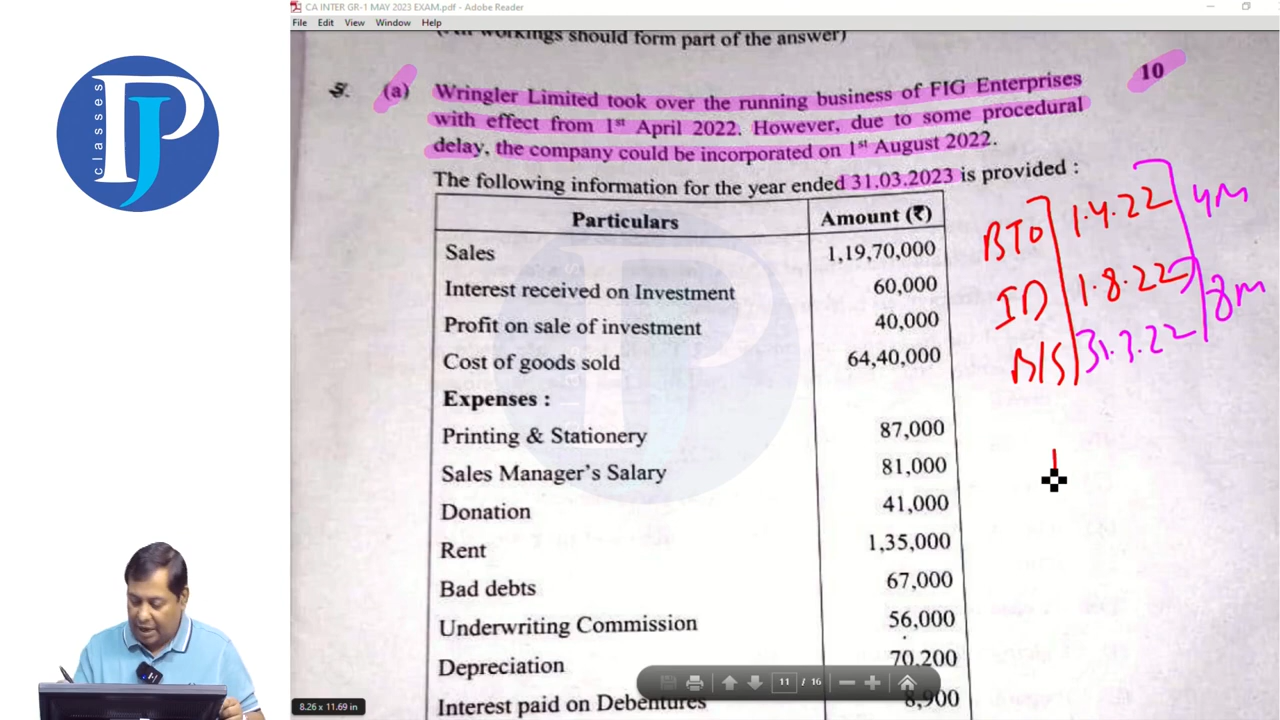 CA INTER GR-1 MAY 2023 EXAM.pdf - Adobe Reader
File Edit View Window Help
workings should form part of the answer)
5. (a) Wringler Limited took over the running business of FIG Enterprises 10
with effect from 1st April 2022. However, due to some procedural
delay, the company could be incorporated on 1st August 2022.
The following information for the year ended 31.03.2023 is provided :
Particulars Amount (₹)
Sales 1,19,70,000
Interest received on Investment 60,000
Profit on sale of investment 40,000
Cost of goods sold 64,40,000
Expenses :
Printing & Stationery 87,000
Sales Manager's Salary 81,000
Donation 41,000
Rent 1,35,000
Bad debts 67,000
Underwriting Commission 56,000
Depreciation 70,200
Interest paid on Debentures 8,900
BTO 1.4.22 4M
ID 1.8.22 8M
B/S 31.3.22
PJ
classes
11 / 16
8.26 x 11.69 in